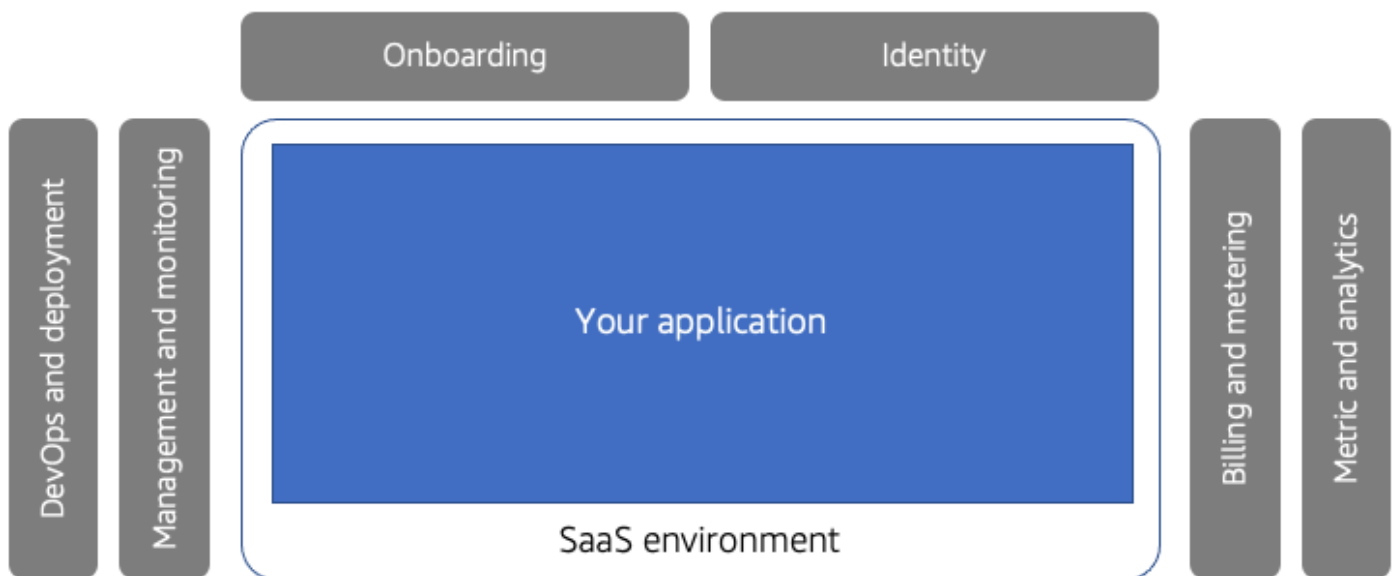 Onboarding
Identity
DevOps and deployment
Management and monitoring
Your application
SaaS environment
Billing and metering
Metric and analytics